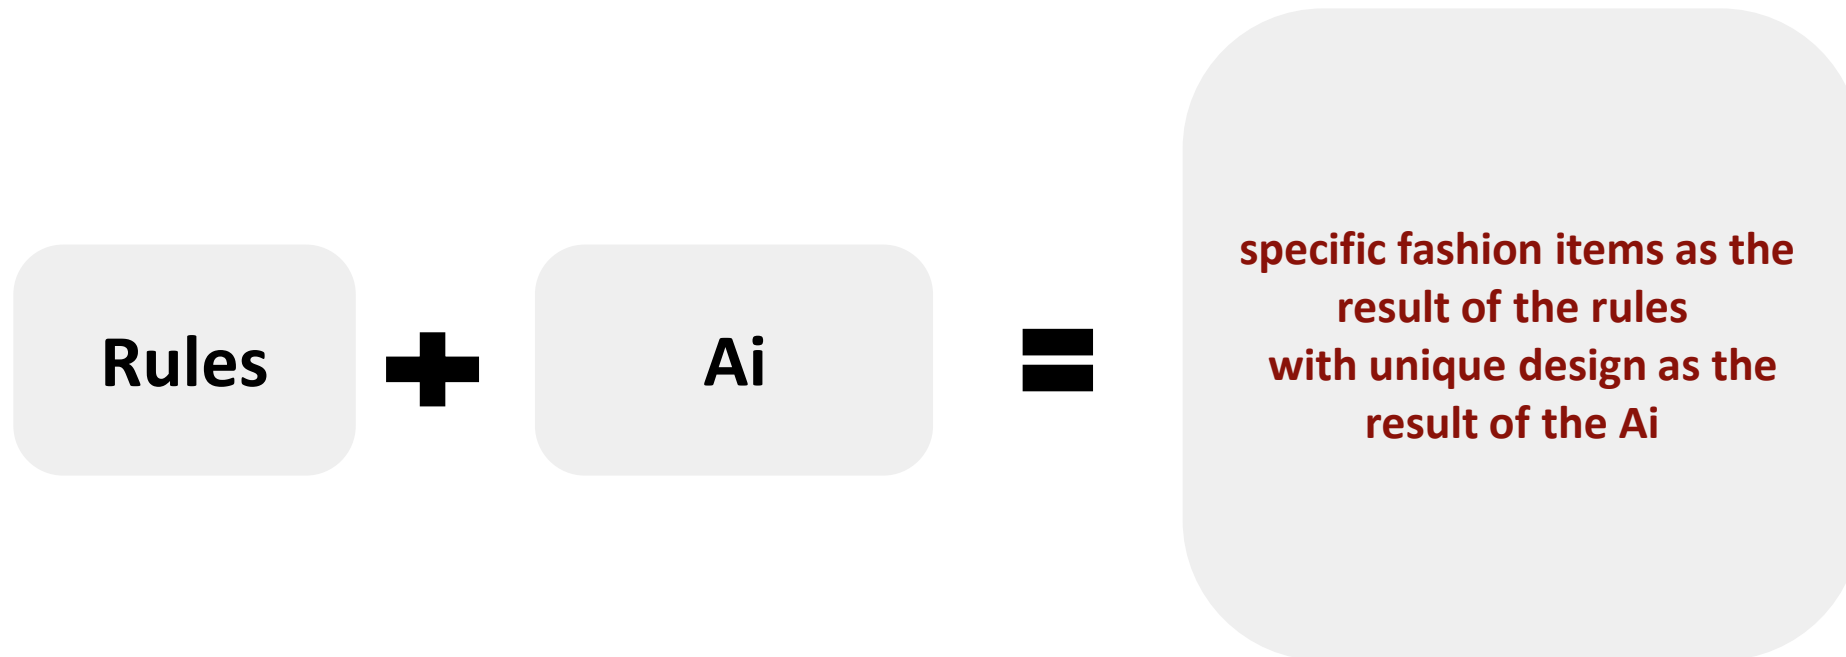 Rules
Ai
specific fashion items as the
result of the rules
with unique design as the
result of the Ai